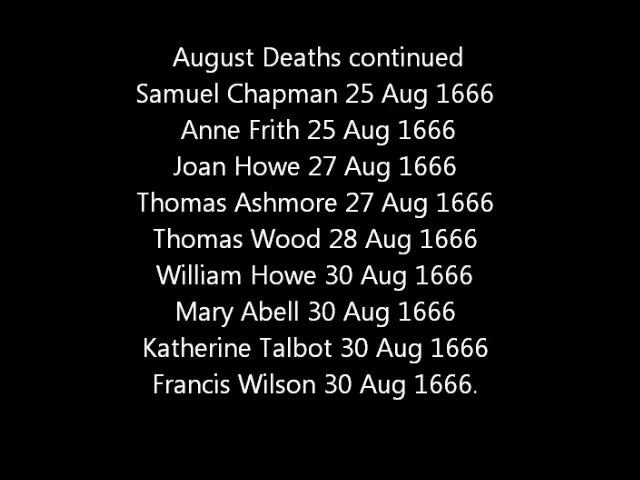 August Deaths continued
Samuel Chapman 25 Aug 1666
Anne Frith 25 Aug 1666
Joan Howe 27 Aug 1666
Thomas Ashmore 27 Aug 1666
Thomas Wood 28 Aug 1666
William Howe 30 Aug 1666
Mary Abell 30 Aug 1666
Katherine Talbot 30 Aug 1666
Francis Wilson 30 Aug 1666.